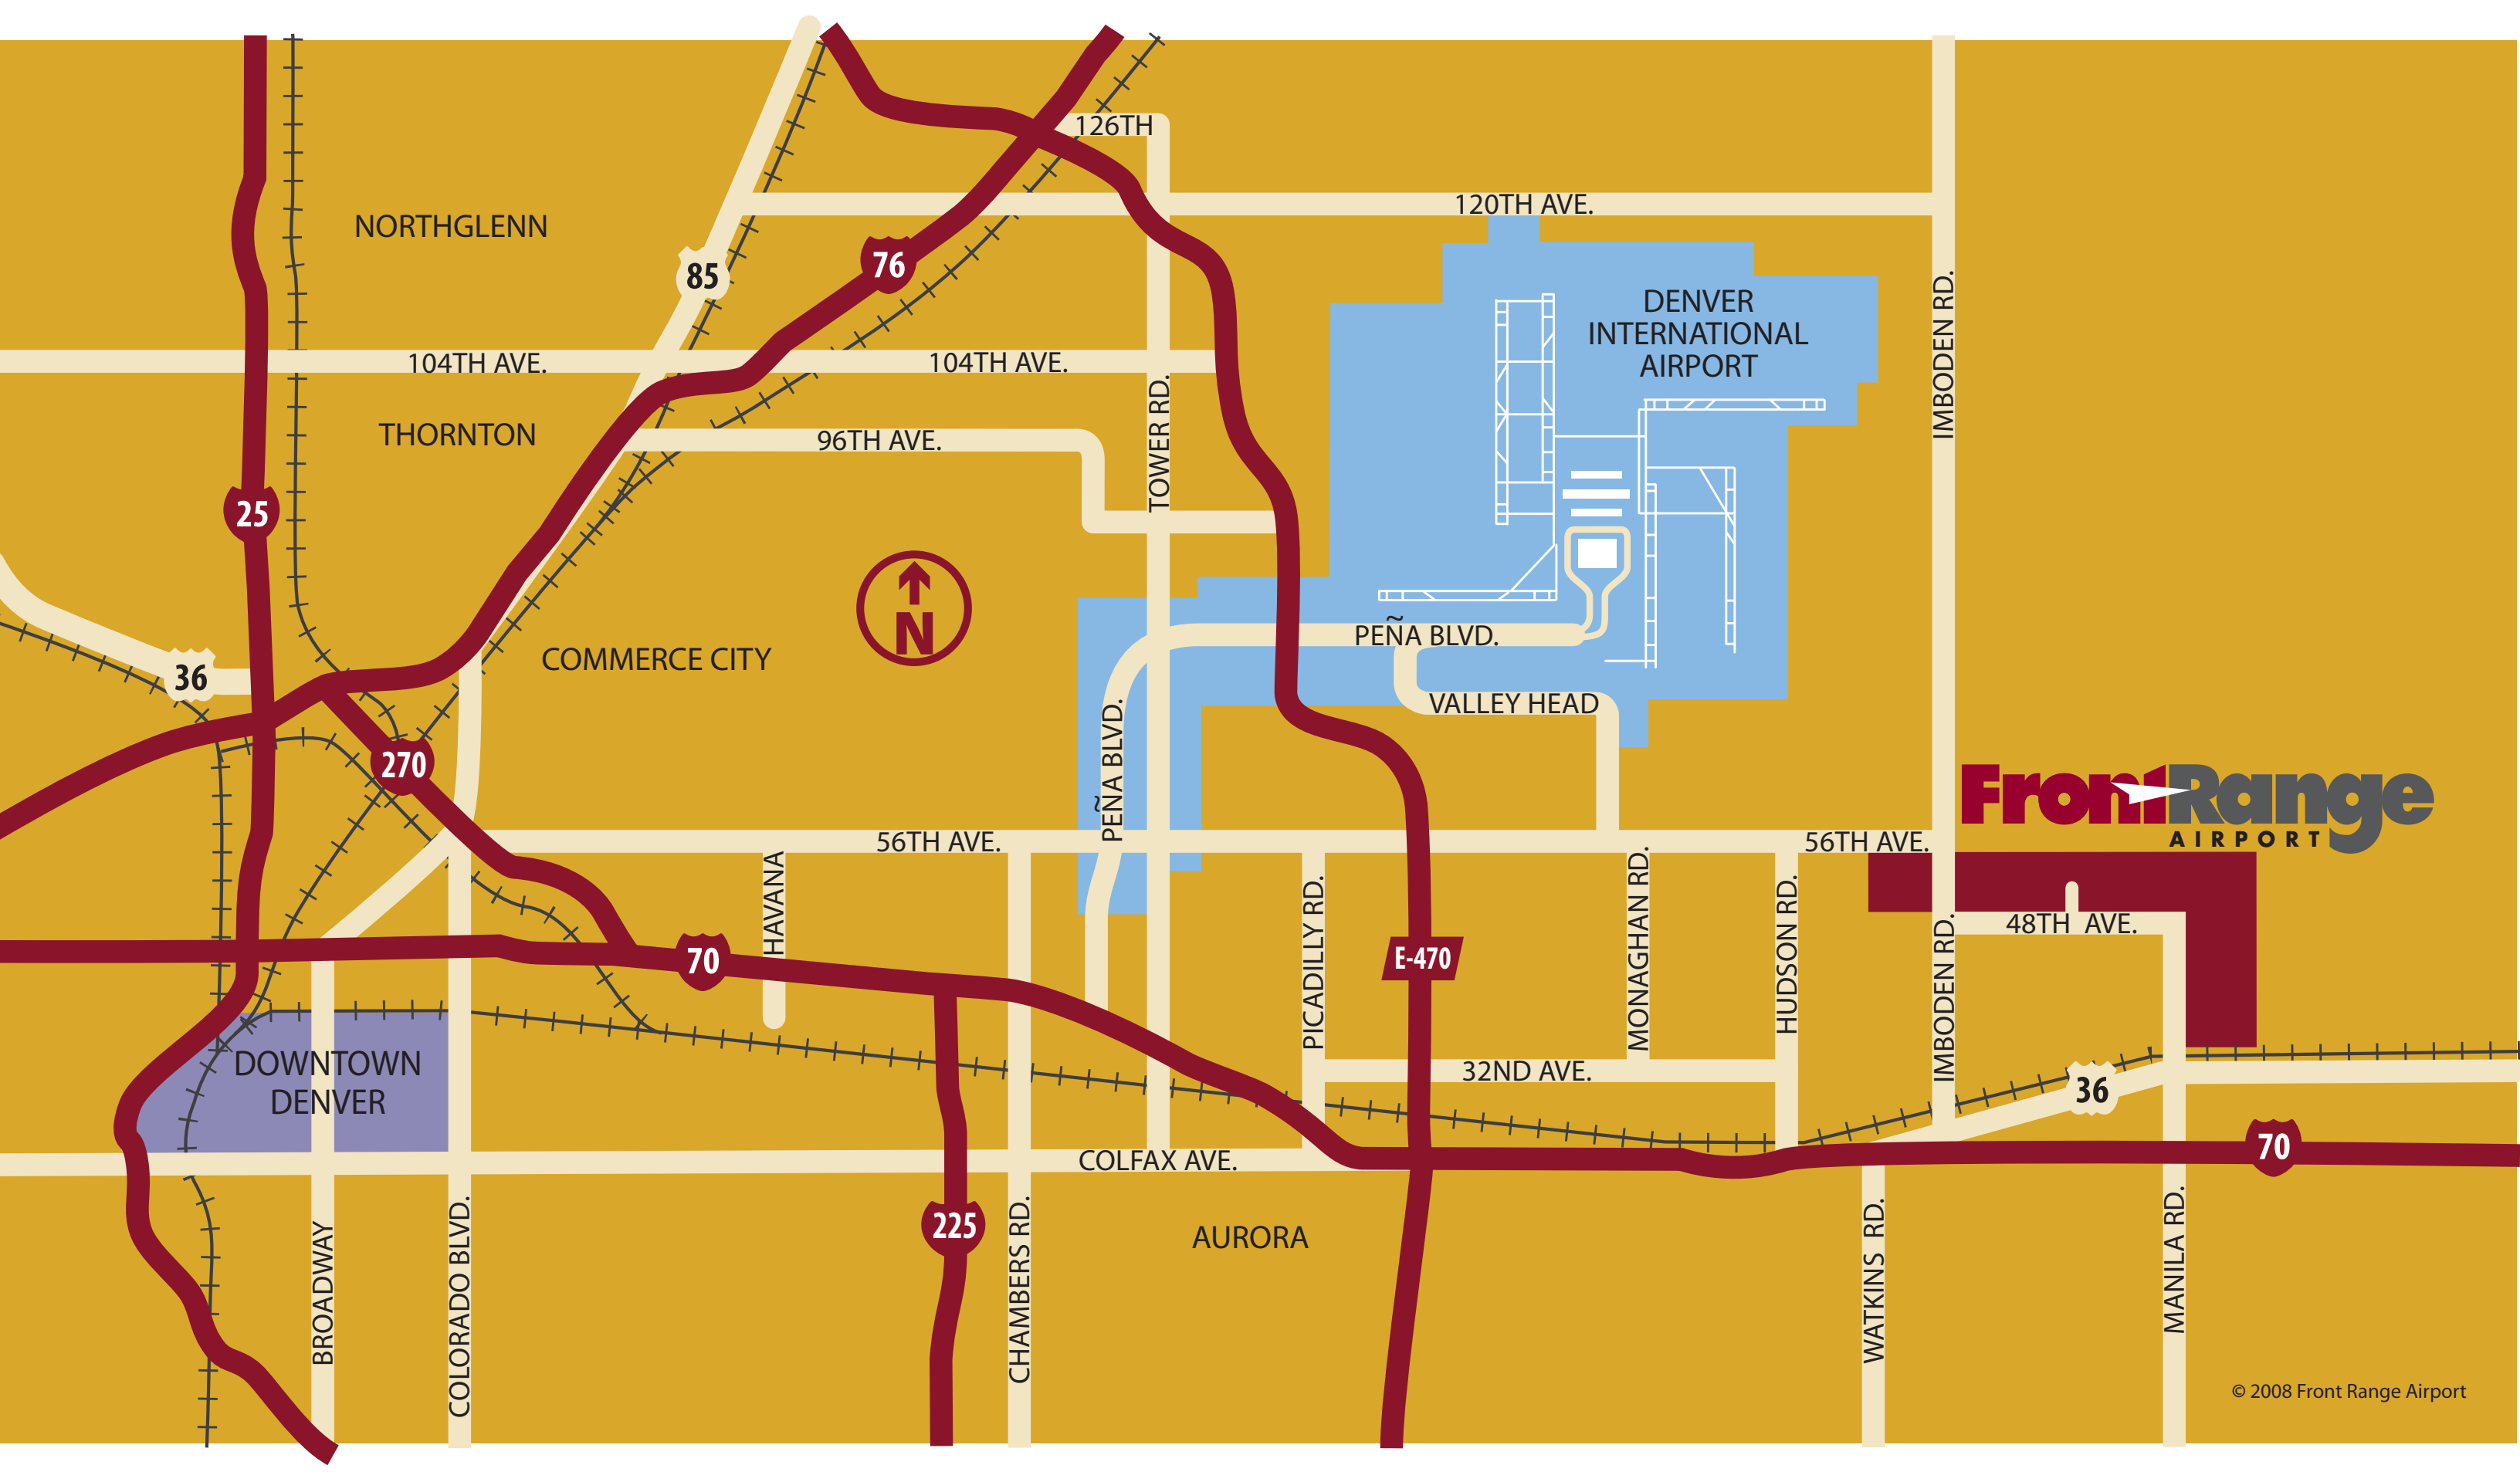 126TH
120TH AVE.
NORTHGLENN
85
76
DENVER
INTERNATIONAL
AIRPORT
IMBODEN RD.
104TH AVE.
104TH AVE.
THORNTON
96TH AVE.
TOWER RD.
25
N
COMMERCE CITY
36
PEÑA BLVD.
VALLEY HEAD
PEÑA BLVD.
270
FrontRange
AIRPORT
56TH AVE.
56TH AVE.
HAVANA
PICADILLY RD.
E-470
MONAGHAN RD.
HUDSON RD.
IMBODEN RD.
48TH AVE.
70
DOWNTOWN
DENVER
32ND AVE.
36
COLFAX AVE.
70
BROADWAY
COLORADO BLVD.
225
CHAMBERS RD.
AURORA
WATKINS RD.
MANILA RD.
© 2008 Front Range Airport